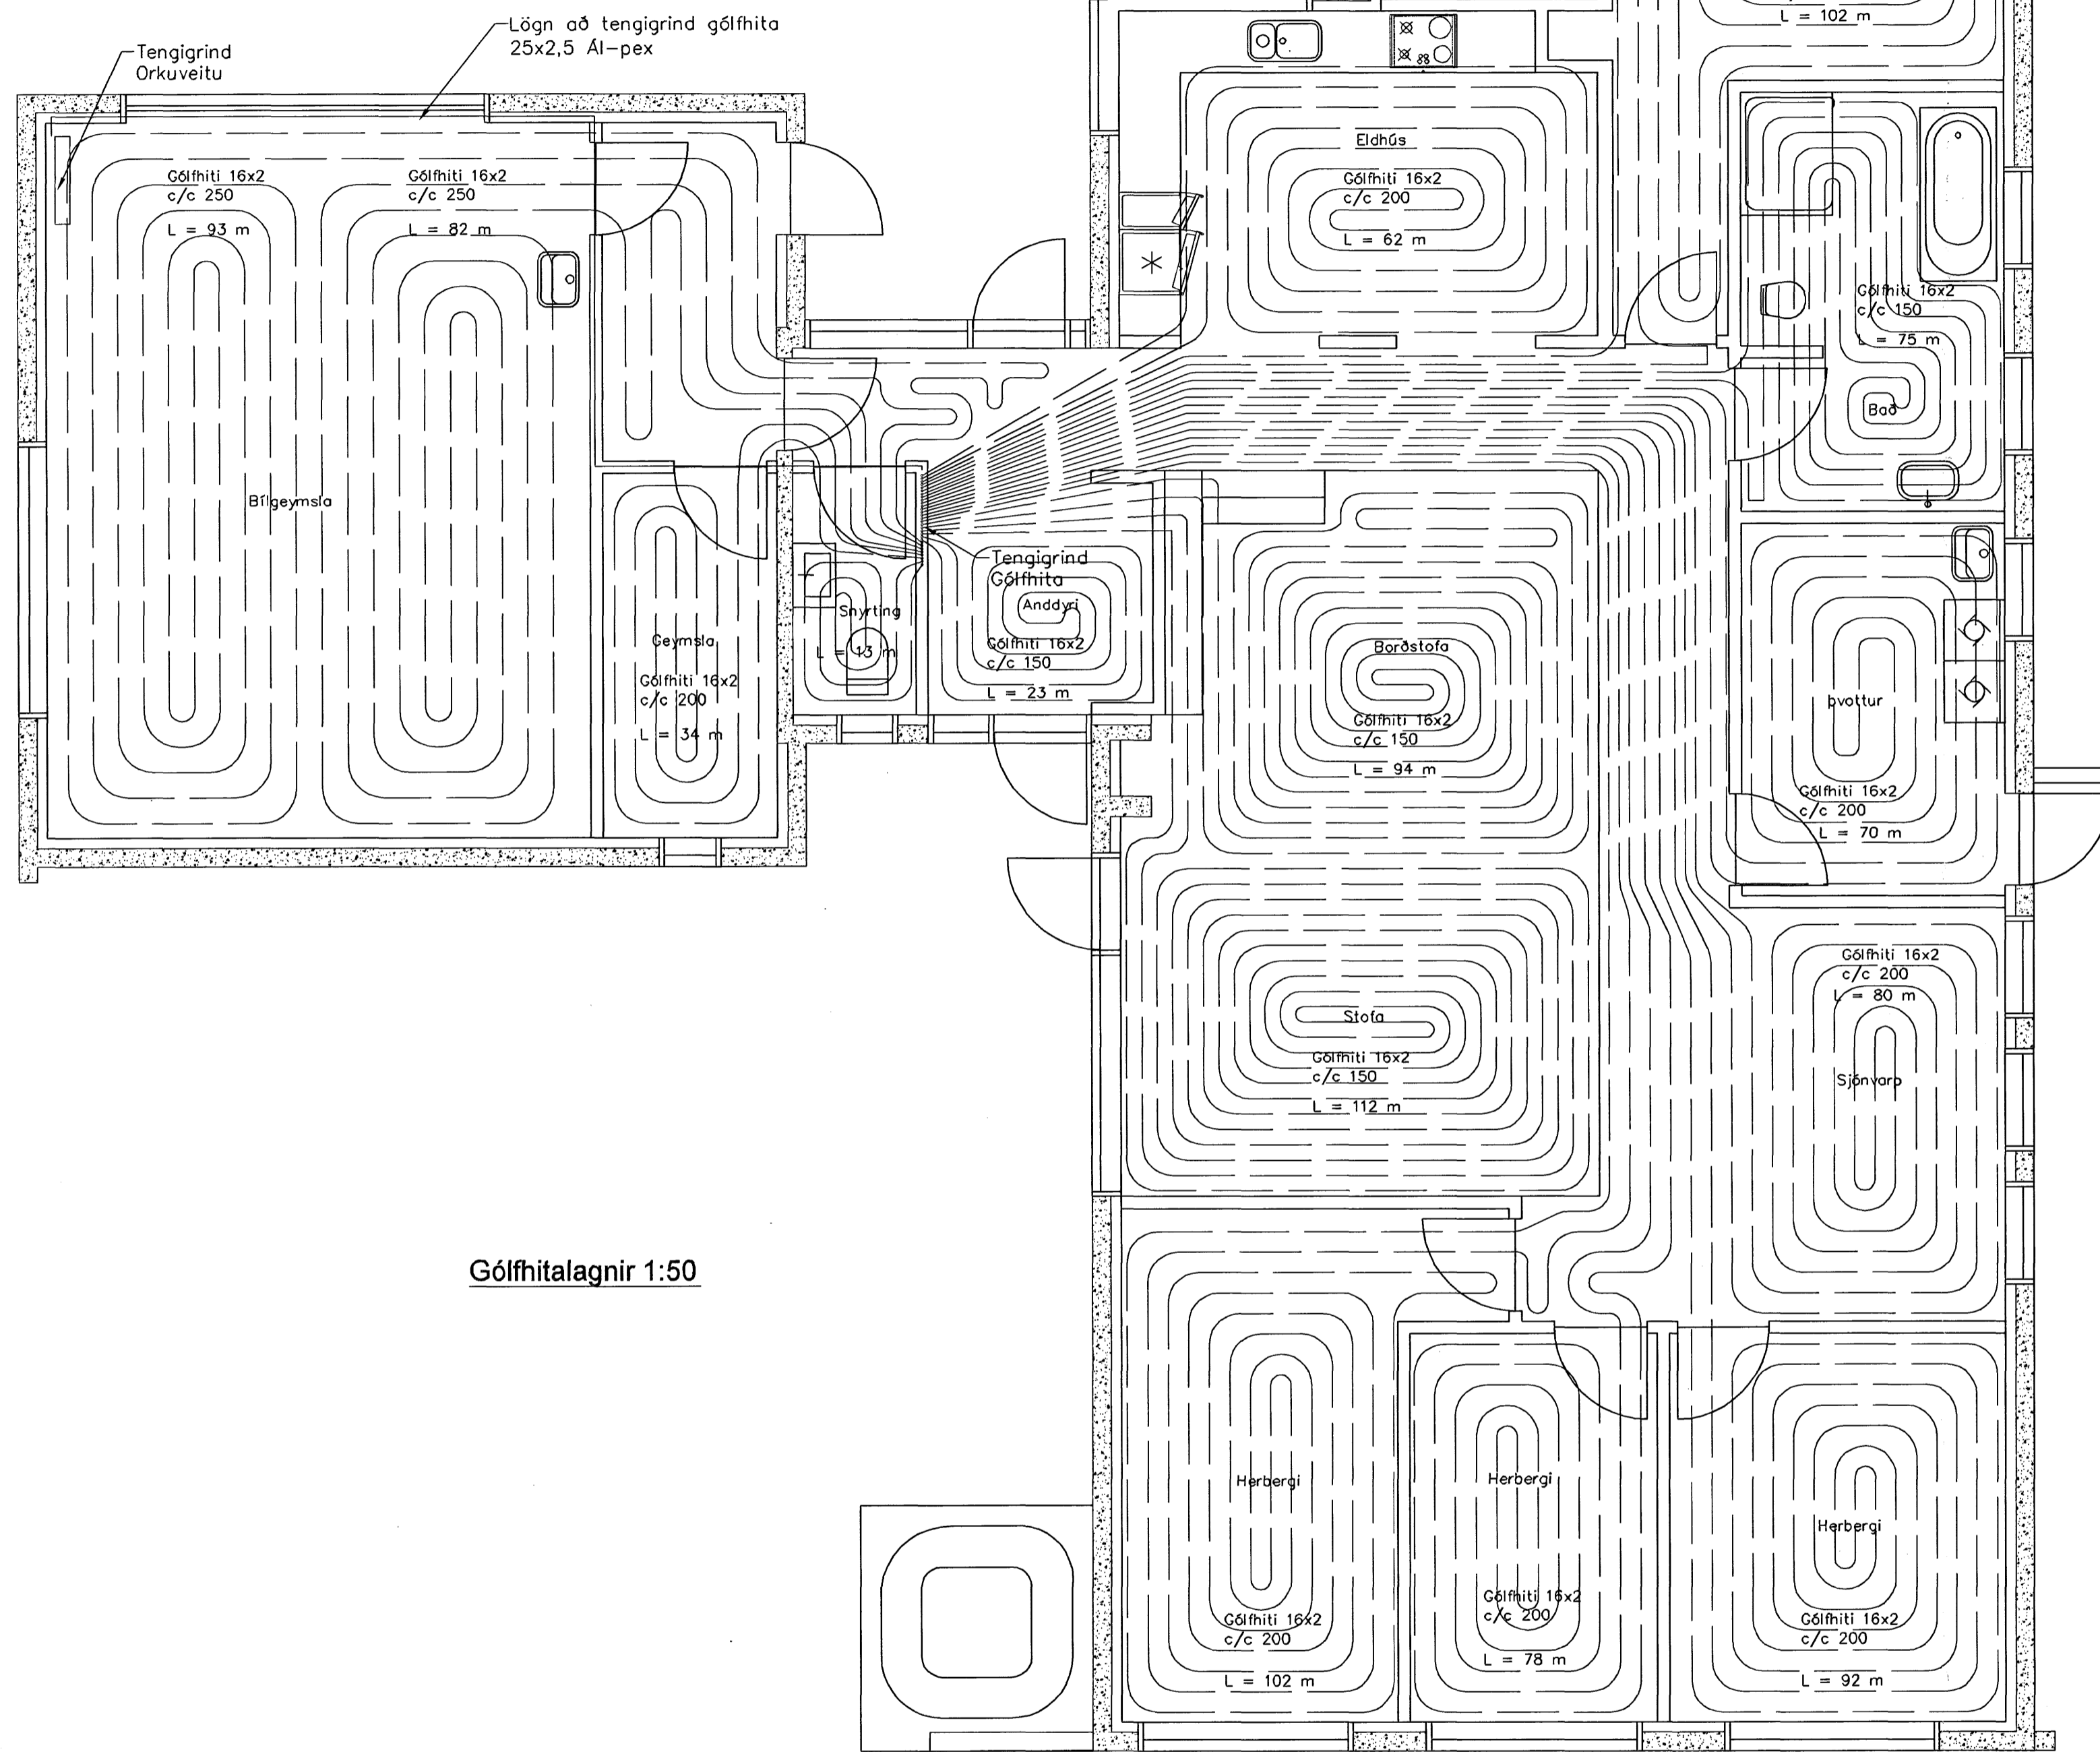 Lögn að tengigrind gólfhita
25x2,5 Ál-pex
Tengigrind
Orkuveitu
L = 102 m
Gólfhiti 16x2
c/c 250
L = 93 m
Gólfhiti 16x2
c/c 250
L = 82 m
Bílgeymsla
Eldhús
Gólfhiti 16x2
c/c 200
L = 62 m
Gólfhiti 16x2
c/c 150
L = 75 m
Bað
Tengigrind
Gólfhita
Anddyri
Gólfhiti 16x2
c/c 150
L = 23 m
Snyrting
L = 13 m
Geymsla
Gólfhiti 16x2
c/c 200
L = 34 m
Borðstofa
Gólfhiti 16x2
c/c 150
L = 94 m
þvottur
Gólfhiti 16x2
c/c 200
L = 70 m
Gólfhiti 16x2
c/c 200
L = 80 m
Sjónvarp
Stofa
Gólfhiti 16x2
c/c 150
L = 112 m
Gólfhitalagnir 1:50
Herbergi
Gólfhiti 16x2
c/c 200
L = 102 m
Herbergi
Gólfhiti 16x2
c/c 200
L = 78 m
Herbergi
Gólfhiti 16x2
c/c 200
L = 92 m